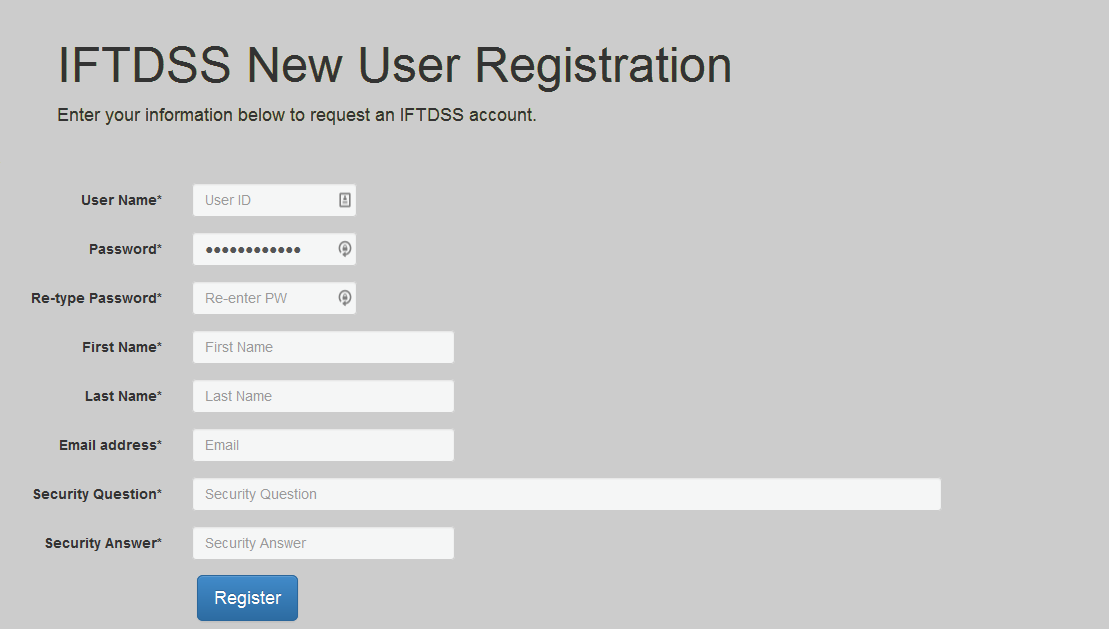 IFTDSS New User Registration
Enter your information below to request an IFTDSS account.
User Name* User ID
Password* ••••••••••••
Re-type Password* Re-enter PW
First Name* First Name
Last Name* Last Name
Email address* Email
Security Question* Security Question
Security Answer* Security Answer
Register